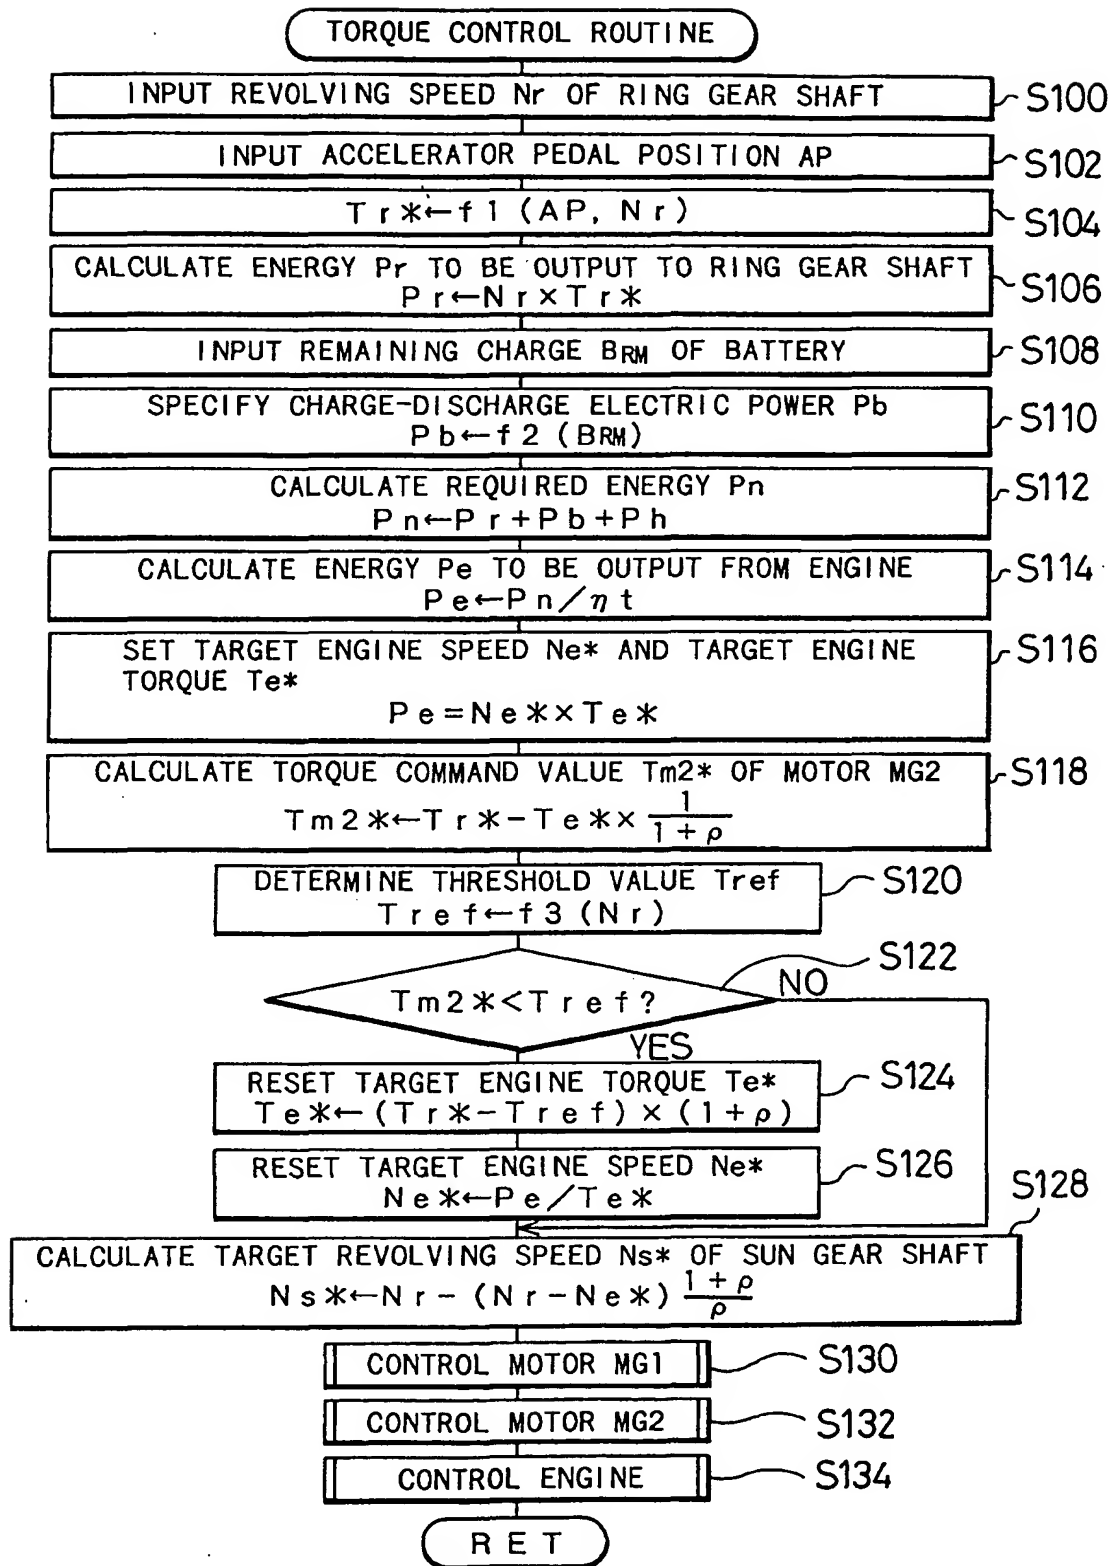 TORQUE CONTROL ROUTINE
INPUT REVOLVING SPEED Nr OF RING GEAR SHAFT
S100
INPUT ACCELERATOR PEDAL POSITION AP
S102
Tr*←f1 (AP, Nr)
S104
CALCULATE ENERGY Pr TO BE OUTPUT TO RING GEAR SHAFT
Pr←Nr×Tr*
S106
INPUT REMAINING CHARGE BRM OF BATTERY
S108
SPECIFY CHARGE-DISCHARGE ELECTRIC POWER Pb
Pb←f2 (BRM)
S110
CALCULATE REQUIRED ENERGY Pn
Pn←Pr+Pb+Ph
S112
CALCULATE ENERGY Pe TO BE OUTPUT FROM ENGINE
Pe←Pn/ηt
S114
SET TARGET ENGINE SPEED Ne* AND TARGET ENGINE
TORQUE Te*
Pe=Ne*×Te*
S116
CALCULATE TORQUE COMMAND VALUE Tm2* OF MOTOR MG2
Tm2*←Tr*-Te*× 1/(1+ρ)
S118
DETERMINE THRESHOLD VALUE Tref
Tref←f3 (Nr)
S120
Tm2*<Tref?
S122
NO
YES
RESET TARGET ENGINE TORQUE Te*
Te*←(Tr*-Tref)×(1+ρ)
S124
RESET TARGET ENGINE SPEED Ne*
Ne*←Pe/Te*
S126
CALCULATE TARGET REVOLVING SPEED Ns* OF SUN GEAR SHAFT
Ns*←Nr-(Nr-Ne*) (1+ρ)/ρ
S128
CONTROL MOTOR MG1
S130
CONTROL MOTOR MG2
S132
CONTROL ENGINE
S134
RET